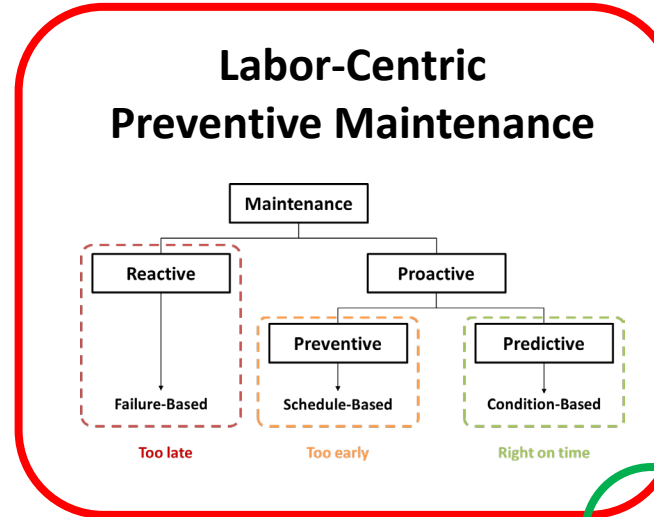 Labor-Centric
Preventive Maintenance
Maintenance
Reactive
Proactive
Preventive
Predictive
Failure-Based
Schedule-Based
Condition-Based
Too late
Too early
Right on time